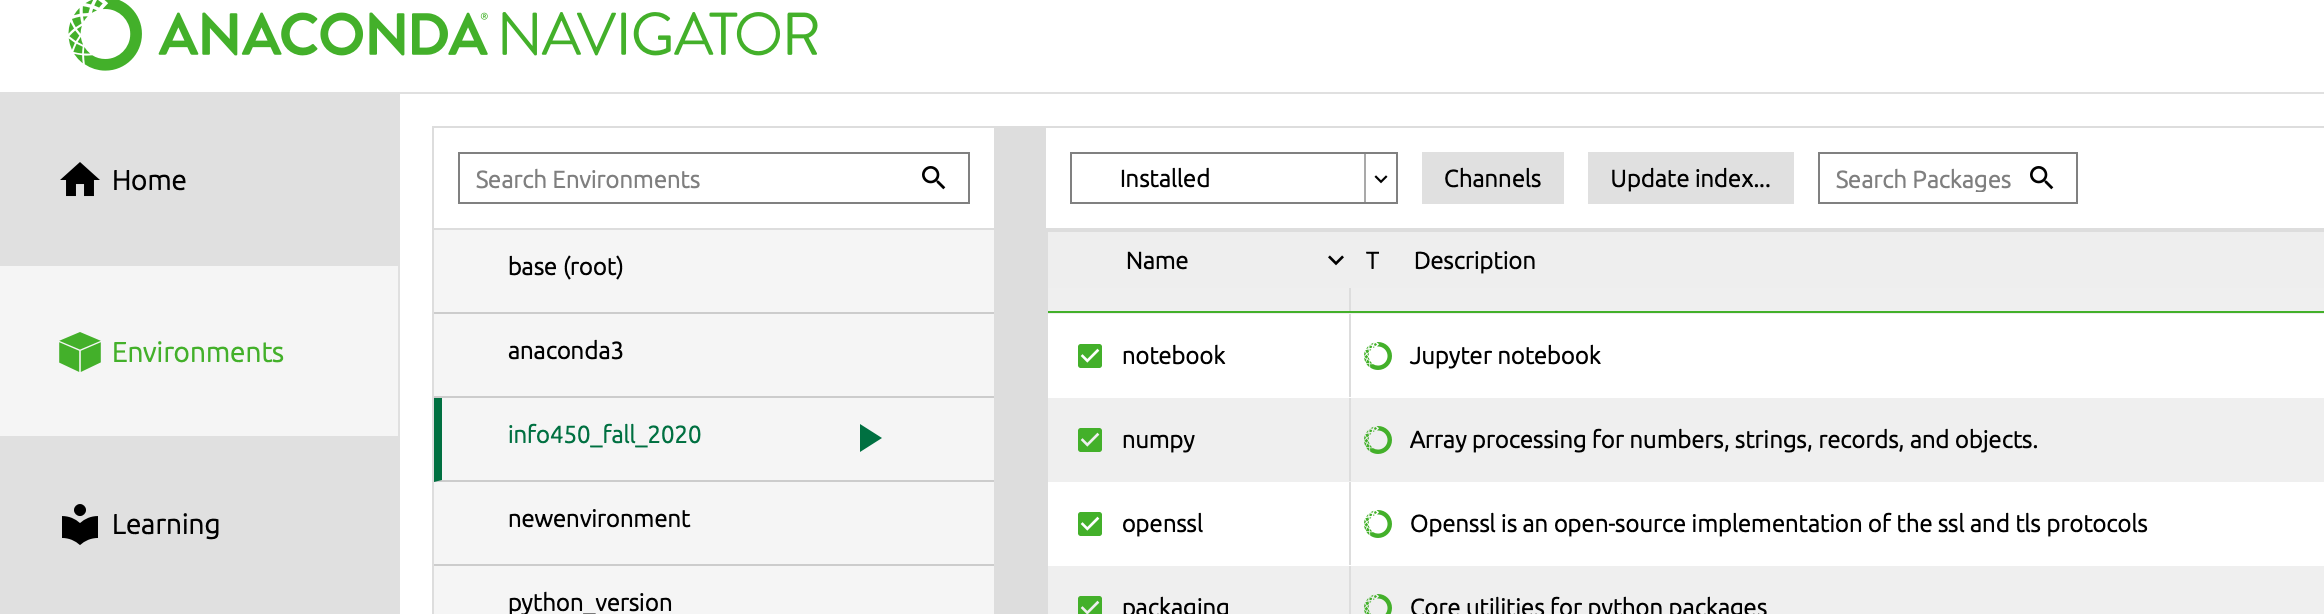 ANACONDA® NAVIGATOR
Home
Environments
Learning
Search Environments
base (root)
anaconda3
info450_fall_2020
newenvironment
python_version
Installed
Channels
Update index...
Search Packages
Name T Description
notebook Jupyter notebook
numpy Array processing for numbers, strings, records, and objects.
openssl Openssl is an open-source implementation of the ssl and tls protocols
packaging Core utilities for python packages